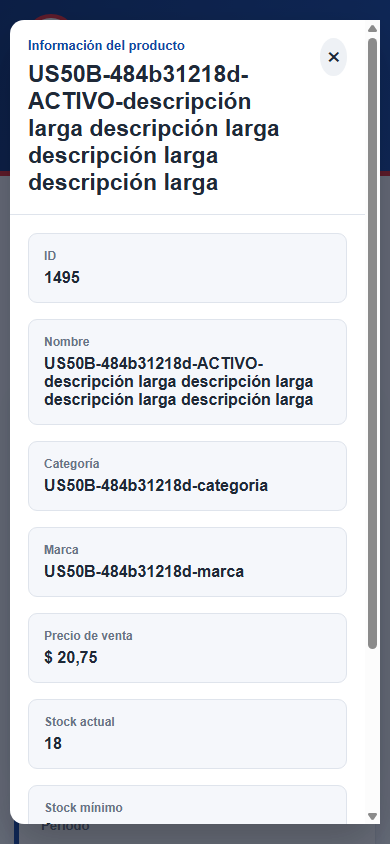 Información del producto
US50B-484b31218d-
ACTIVO-descripción
larga descripción larga
descripción larga
descripción larga
ID
1495
Nombre
US50B-484b31218d-ACTIVO-
descripción larga descripción larga
descripción larga descripción larga
Categoría
US50B-484b31218d-categoria
Marca
US50B-484b31218d-marca
Precio de venta
$ 20,75
Stock actual
18
Stock mínimo
Periodo